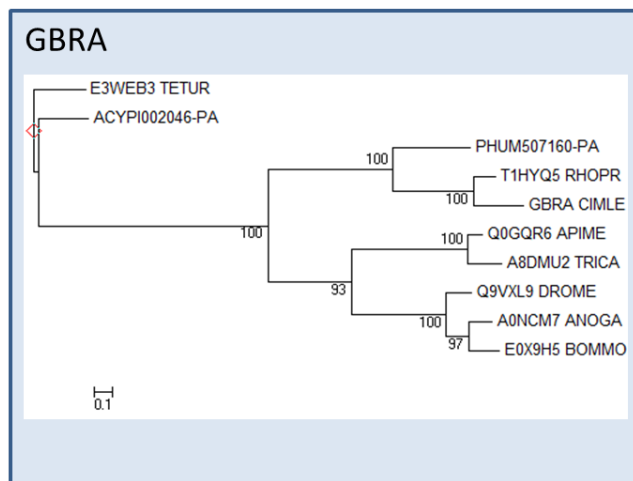 GBRA
E3WEB3 TETUR
ACYPI002046-PA
PHUM507160-PA
100
T1HYQ5 RHOPR
100
GBRA CIMLE
100
Q0GQR6 APIME
100
A8DMU2 TRICA
93
Q9VXL9 DROME
100
A0NCM7 ANOGA
97
E0X9H5 BOMMO
0.1